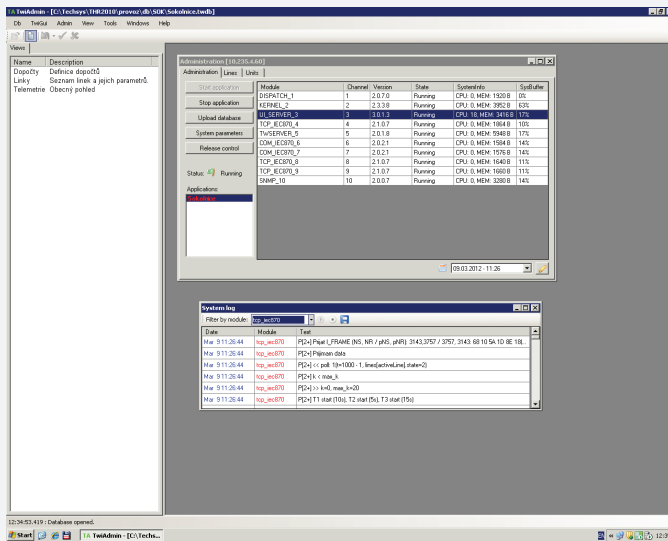 TwiAdmin - [C:\Techsys\THR2010\provoz\db\SOK\Sokolnice.twdb]
Db TwiGui Admin View Tools Windows Help
Views
Name Description
Dopočty Definice dopočtů
Linky Seznam linek a jejich parametrů.
Telemetrie Obecný pohled
Administration [10.235.4.60]
Administration Lines Units
Start application
Stop application
Upload database
System parameters
Release control
Status: Running
Applications:
Sokolnice
Module Channel Version State SystemInfo SysBuffer
DISPATCH_1 1 2.0.7.0 Running CPU: 0, MEM: 1920 B 0%
KERNEL_2 2 2.3.3.8 Running CPU: 0, MEM: 3952 B 63%
UI_SERVER_3 3 3.0.1.3 Running CPU: 18, MEM: 3416 B 17%
TCP_IEC870_4 4 2.1.0.7 Running CPU: 0, MEM: 1864 B 10%
TWSERVER_5 5 2.0.1.8 Running CPU: 0, MEM: 5948 B 17%
COM_IEC870_6 6 2.0.2.1 Running CPU: 0, MEM: 1584 B 14%
COM_IEC870_7 7 2.0.2.1 Running CPU: 0, MEM: 1576 B 14%
TCP_IEC870_8 8 2.1.0.7 Running CPU: 0, MEM: 1640 B 11%
TCP_IEC870_9 9 2.1.0.7 Running CPU: 0, MEM: 1660 B 11%
SNMP_10 10 2.0.0.7 Running CPU: 0, MEM: 3280 B 14%
09.03.2012 - 11:26
System log
Filter by module: tcp_iec870
Date Module Text
Mar 9 11:26:44 tcp_iec870 P[2+] Prijat I_FRAME (NS, NR / pNS, pNR): 3143,3757 / 3757, 3143: 68 10 5A 1D 8E 18(...
Mar 9 11:26:44 tcp_iec870 P[2+] Prijimam data
Mar 9 11:26:44 tcp_iec870 P[2+] << poll: 1(t=1000 - 1, lines[activeLine].state=2)
Mar 9 11:26:44 tcp_iec870 P[2+] k < max_k
Mar 9 11:26:44 tcp_iec870 P[2+] >> k=0, max_k=20
Mar 9 11:26:44 tcp_iec870 P[2+] T1 start (10s), T2 start (5s), T3 start (15s)
12:34:53.419 : Database opened.
Start TwiAdmin - [C:\Techs... EN